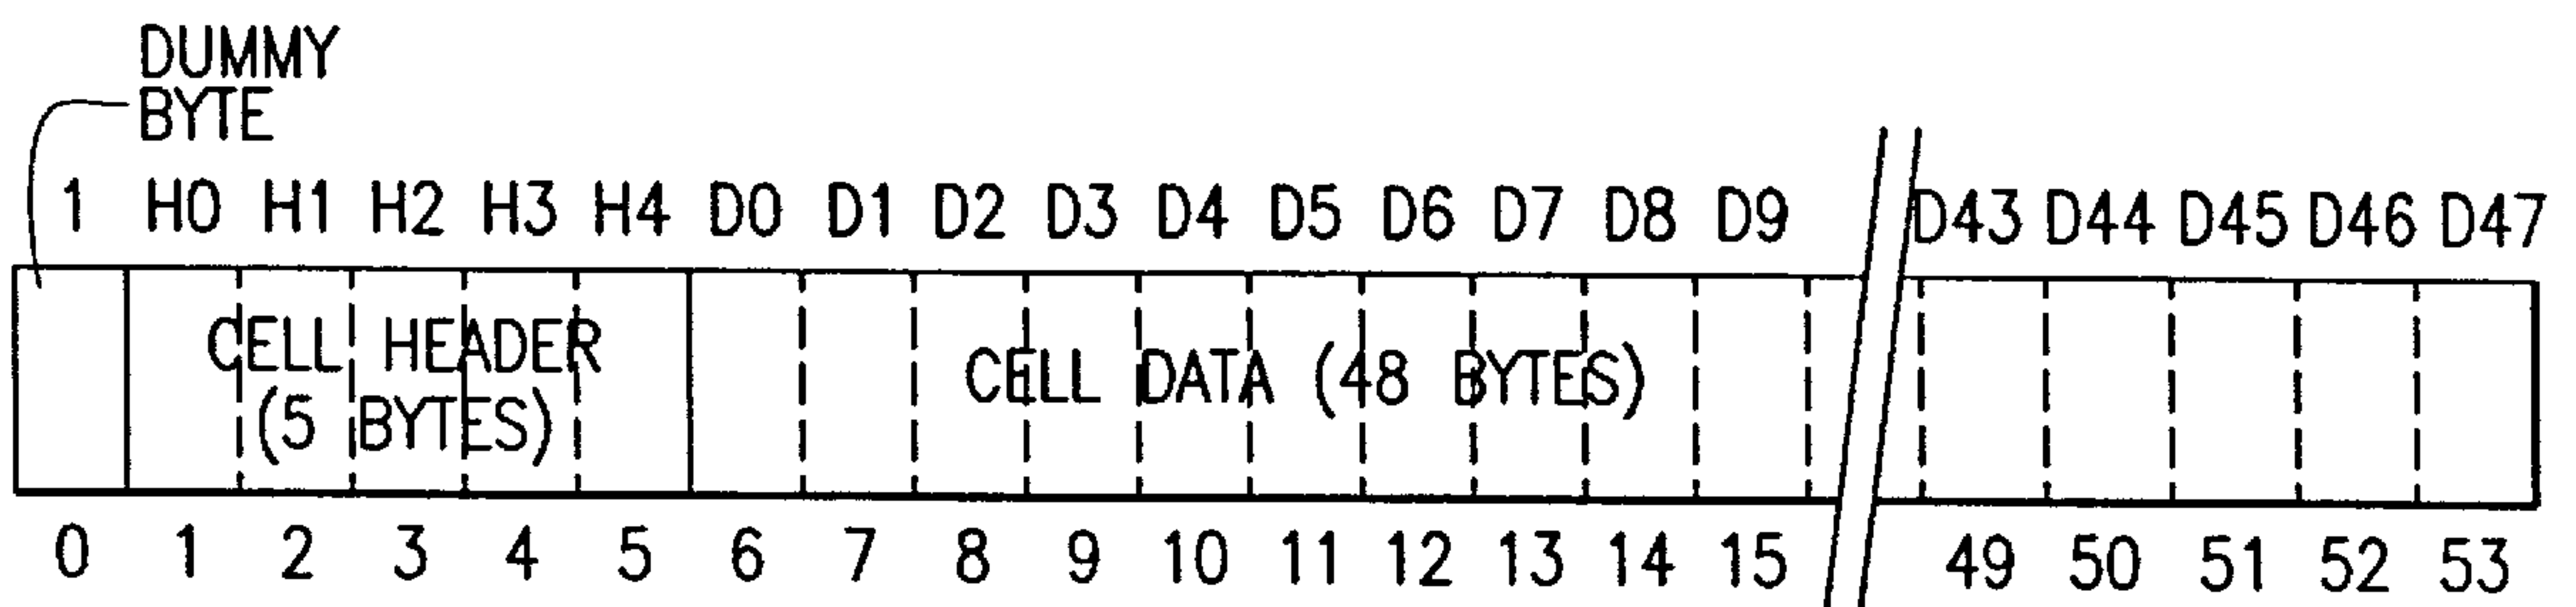 DUMMY
BYTE
1 H0 H1 H2 H3 H4 D0 D1 D2 D3 D4 D5 D6 D7 D8 D9 D43 D44 D45 D46 D47
CELL HEADER
(5 BYTES)
CELL DATA (48 BYTES)
0 1 2 3 4 5 6 7 8 9 10 11 12 13 14 15 49 50 51 52 53